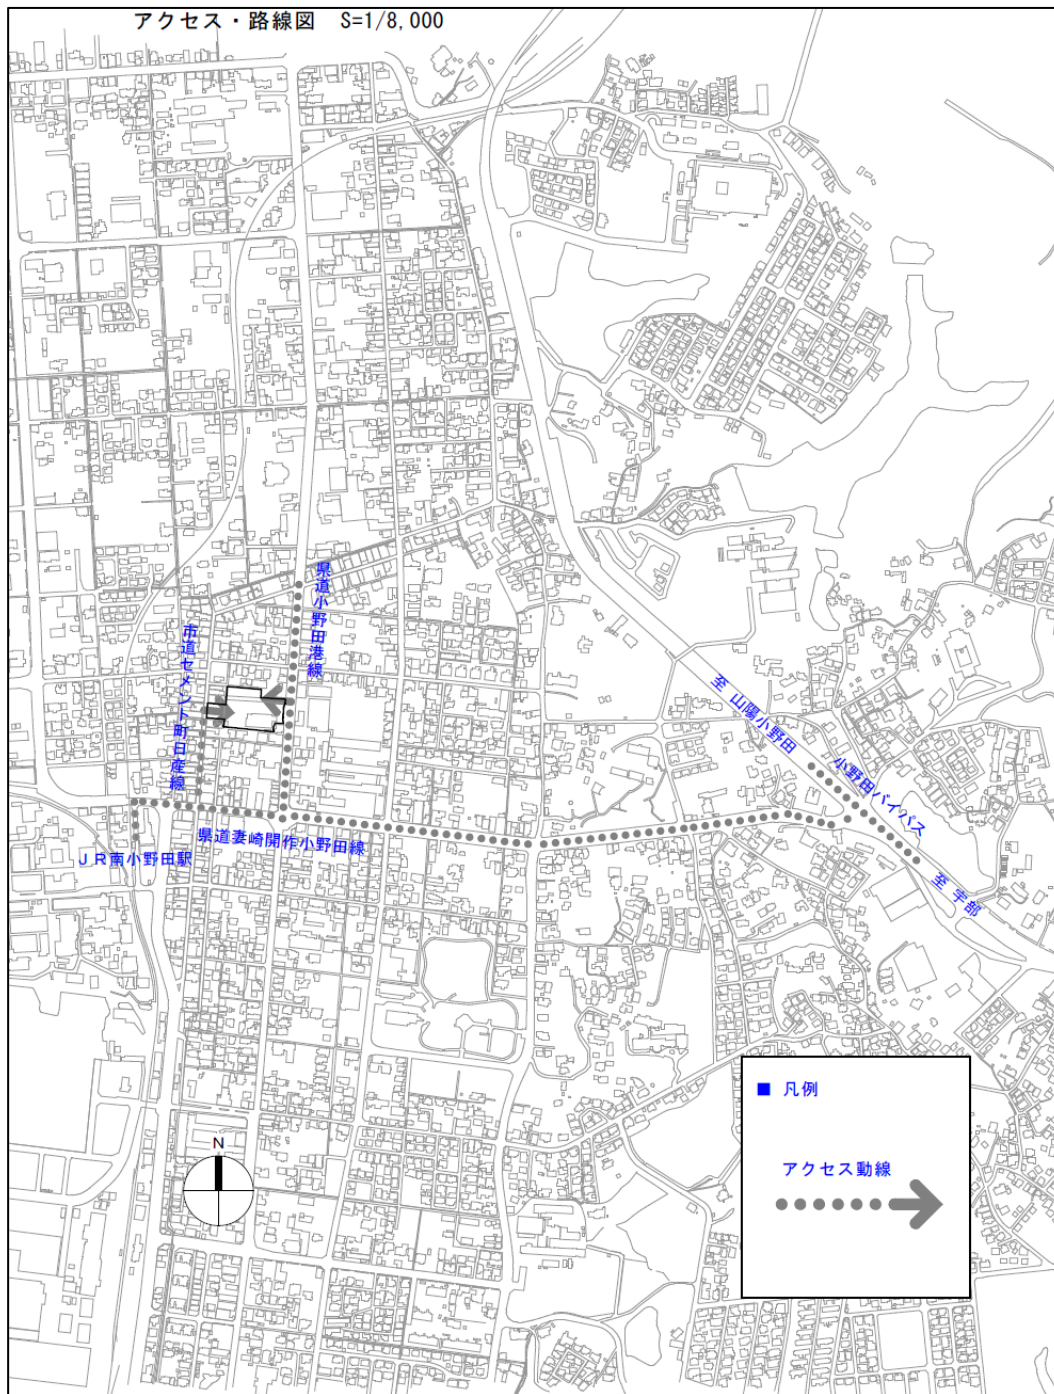 アクセス・路線図 S=1/8,000
県道小野田港線
市道セメント町日産線
至 山陽小野田
小野田バイパス
県道妻崎開作小野田線
JR南小野田駅
至 宇部
■ 凡例
アクセス動線
N